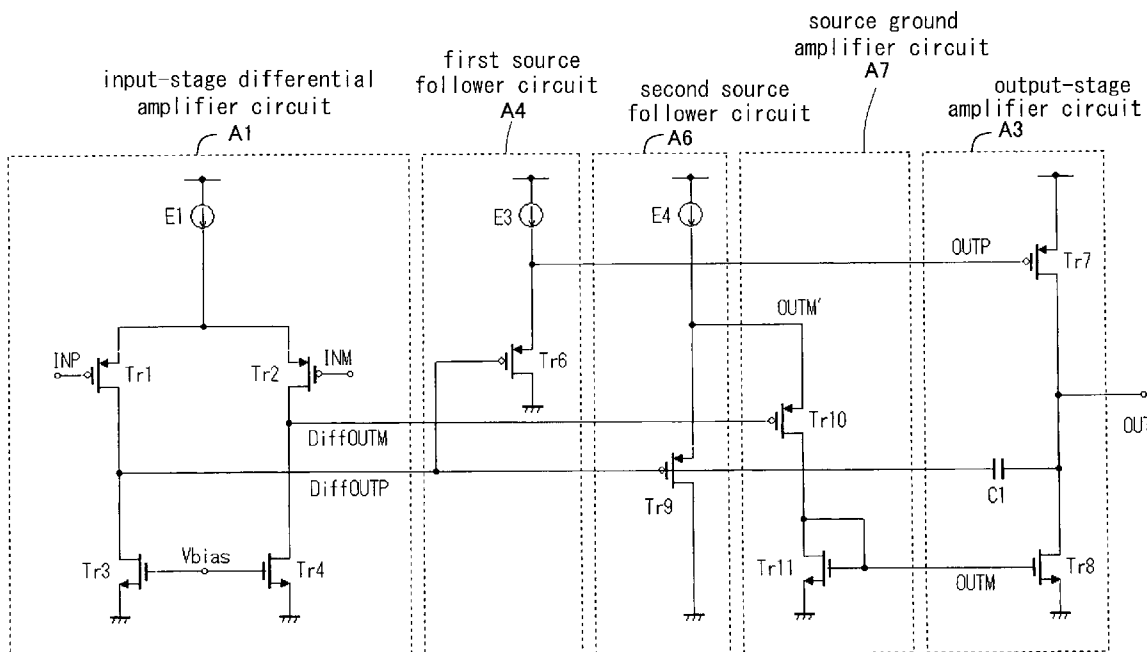 input-stage differential
amplifier circuit
A1
first source
follower circuit
A4
second source
follower circuit
A6
source ground
amplifier circuit
A7
output-stage
amplifier circuit
A3
E1
E3
E4
OUTP
Tr7
OUTM'
INP
Tr1
Tr2
INM
Tr6
Tr10
DiffOUTM
DiffOUTP
Tr9
C1
OUT
Tr3
Vbias
Tr4
Tr11
OUTM
Tr8